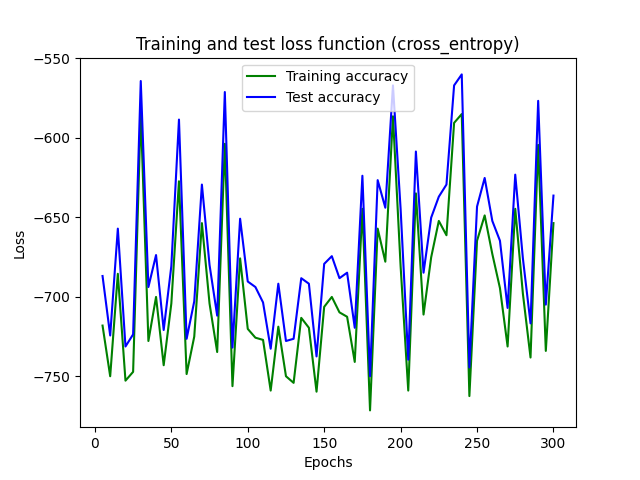 Training and test loss function (cross_entropy)
Training accuracy
Test accuracy
−550
−600
−650
−700
−750
Loss
0
50
100
150
200
250
300
Epochs